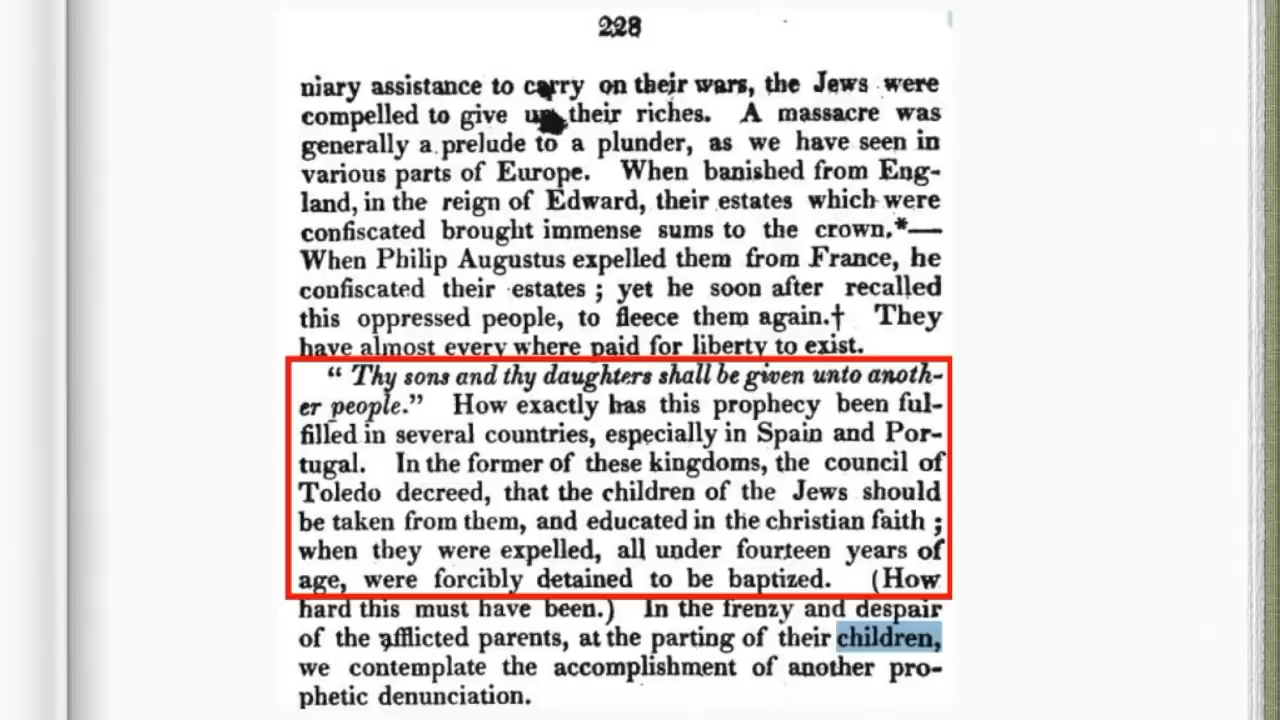 228
niary assistance to carry on their wars, the Jews were
compelled to give up their riches. A massacre was
generally a prelude to a plunder, as we have seen in
various parts of Europe. When banished from Eng-
land, in the reign of Edward, their estates which were
confiscated brought immense sums to the crown.*—
When Philip Augustus expelled them from France, he
confiscated their estates ; yet he soon after recalled
this oppressed people, to fleece them again.† They
have almost every where paid for liberty to exist.
“ Thy sons and thy daughters shall be given unto anoth-
er people.” How exactly has this prophecy been ful-
filled in several countries, especially in Spain and Por-
tugal. In the former of these kingdoms, the council of
Toledo decreed, that the children of the Jews should
be taken from them, and educated in the christian faith ;
when they were expelled, all under fourteen years of
age, were forcibly detained to be baptized. (How
hard this must have been.) In the frenzy and despair
of the afflicted parents, at the parting of their children,
we contemplate the accomplishment of another pro-
phetic denunciation.